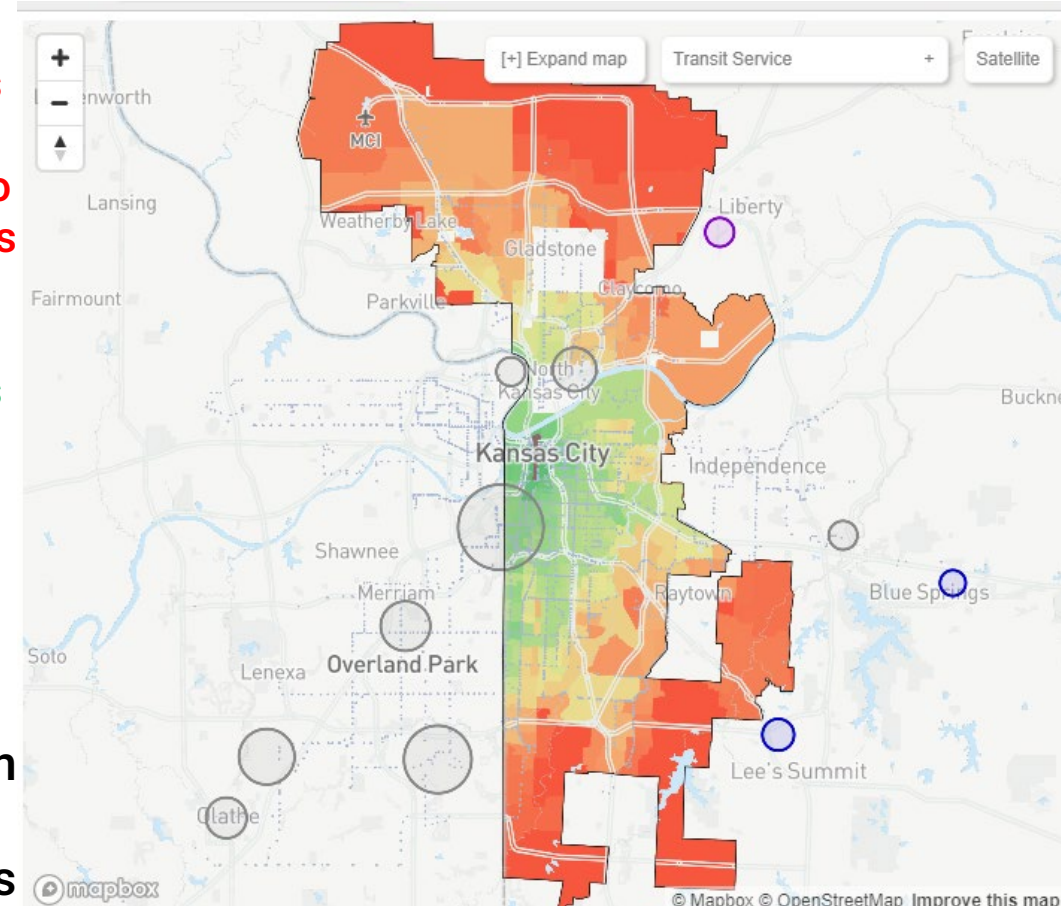 [+] Expand map
Transit Service +
Satellite
+
−
MCI
Lansing
Liberty
Weatherby Lake
Gladstone
Fairmount
Parkville
Claycomo
North
Kansas City
Kansas City
Independence
Shawnee
Merriam
Raytown
Blue Springs
Soto
Lenexa
Overland Park
Lee's Summit
Olathe
mapbox
© Mapbox © OpenStreetMap Improve this map